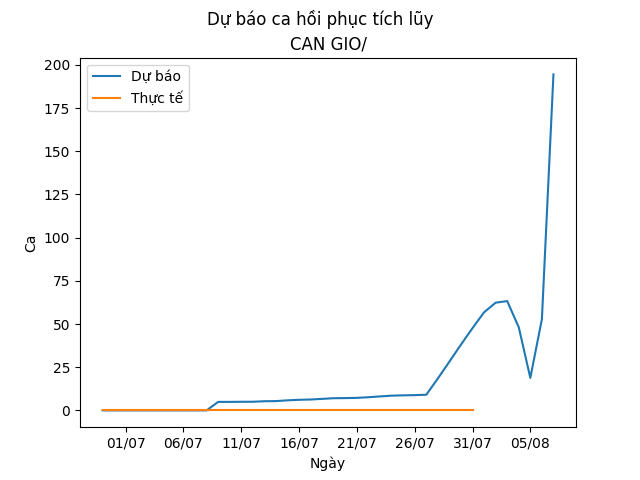 Dự báo ca hồi phục tích lũy
CAN GIO/
Dự báo
Thực tế
200
175
150
125
100
75
50
25
0
Ca
01/07 06/07 11/07 16/07 21/07 26/07 31/07 05/08
Ngày